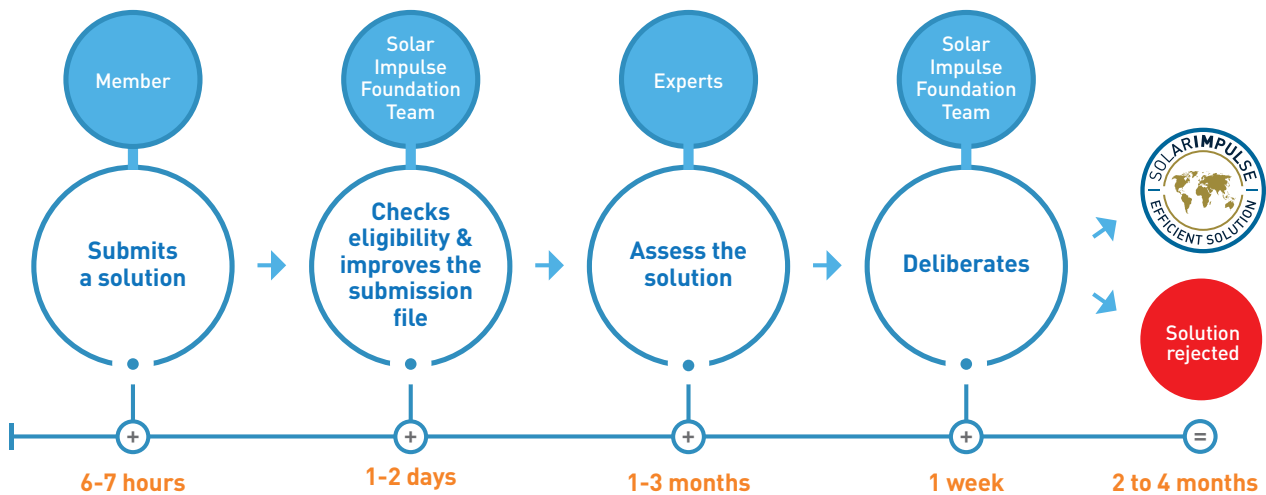 Member
Submits
a solution
6-7 hours
Solar
Impulse
Foundation
Team
Checks
eligibility &
improves the
submission
file
1-2 days
Experts
Assess the
solution
1-3 months
Solar
Impulse
Foundation
Team
Deliberates
1 week
SOLARIMPULSE
EFFICIENT SOLUTION
Solution
rejected
+
+
+
+
=
2 to 4 months